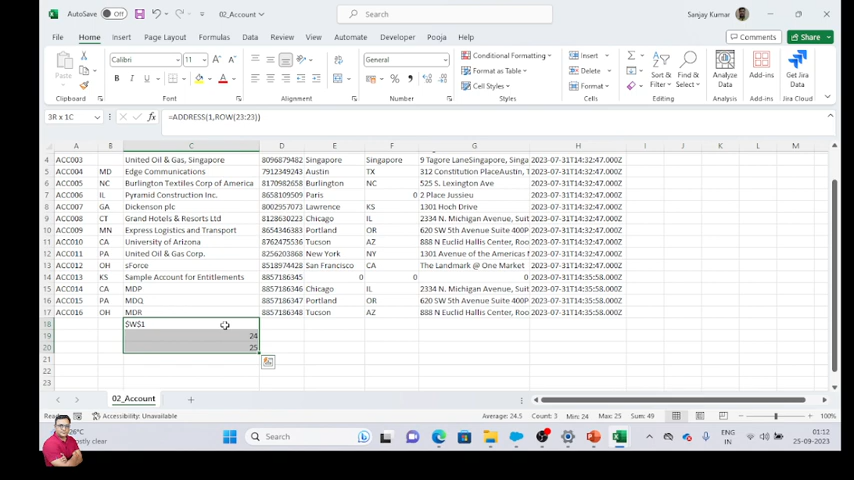 AutoSave Off 02_Account Search Sanjay Kumar
File Home Insert Page Layout Formulas Data Review View Automate Developer Pooja Help Comments Share
Paste Calibri 11 General Conditional Formatting Insert Sort & Filter Find & Select Analyze Data Add-ins Get Jira Data
Format as Table Delete
Cell Styles Format
Clipboard Font Alignment Number Styles Cells Editing Analysis Add-ins Jira Cloud
3R x 1C =ADDRESS(1,ROW(23:23))
A B C D E F G H I J K L M
4 ACC003 United Oil & Gas, Singapore 8096879482 Singapore Singapore 9 Tagore LaneSingapore, Singa 2023-07-31T14:32:47.000Z
5 ACC004 MD Edge Communications 7912349243 Austin TX 312 Constitution PlaceAustin, T 2023-07-31T14:32:47.000Z
6 ACC005 NC Burlington Textiles Corp of America 8170982658 Burlington NC 525 S. Lexington Ave 2023-07-31T14:32:47.000Z
7 ACC006 IL Pyramid Construction Inc. 8658109509 Paris 0 2 Place Jussieu 2023-07-31T14:32:47.000Z
8 ACC007 GA Dickenson plc 8002957073 Lawrence KS 1301 Hoch Drive 2023-07-31T14:32:47.000Z
9 ACC008 CT Grand Hotels & Resorts Ltd 8128630223 Chicago IL 2334 N. Michigan Avenue, Suit 2023-07-31T14:32:47.000Z
10 ACC009 MN Express Logistics and Transport 8654346383 Portland OR 620 SW 5th Avenue Suite 400P 2023-07-31T14:32:47.000Z
11 ACC010 CA University of Arizona 8762475536 Tucson AZ 888 N Euclid Hallis Center, Roo 2023-07-31T14:32:47.000Z
12 ACC011 PA United Oil & Gas Corp. 8256203868 New York NY 1301 Avenue of the Americas N 2023-07-31T14:32:47.000Z
13 ACC012 OH sForce 8518974428 San Francisco CA The Landmark @ One Market 2023-07-31T14:32:47.000Z
14 ACC013 KS Sample Account for Entitlements 8857186345 0 0 0 2023-07-31T14:35:58.000Z
15 ACC014 CA MDP 8857186346 Chicago IL 2334 N. Michigan Avenue, Suit 2023-07-31T14:35:58.000Z
16 ACC015 PA MDQ 8857186347 Portland OR 620 SW 5th Avenue Suite 400P 2023-07-31T14:35:58.000Z
17 ACC016 OH MDR 8857186348 Tucson AZ 888 N Euclid Hallis Center, Roo 2023-07-31T14:35:58.000Z
18 $W$1
19 24
20 25
21
22
23
02_Account
Accessibility: Unavailable Average: 24.5 Count: 3 Min: 24 Max: 25 Sum: 49 100%
Search ENG IN 01:12 25-09-2023